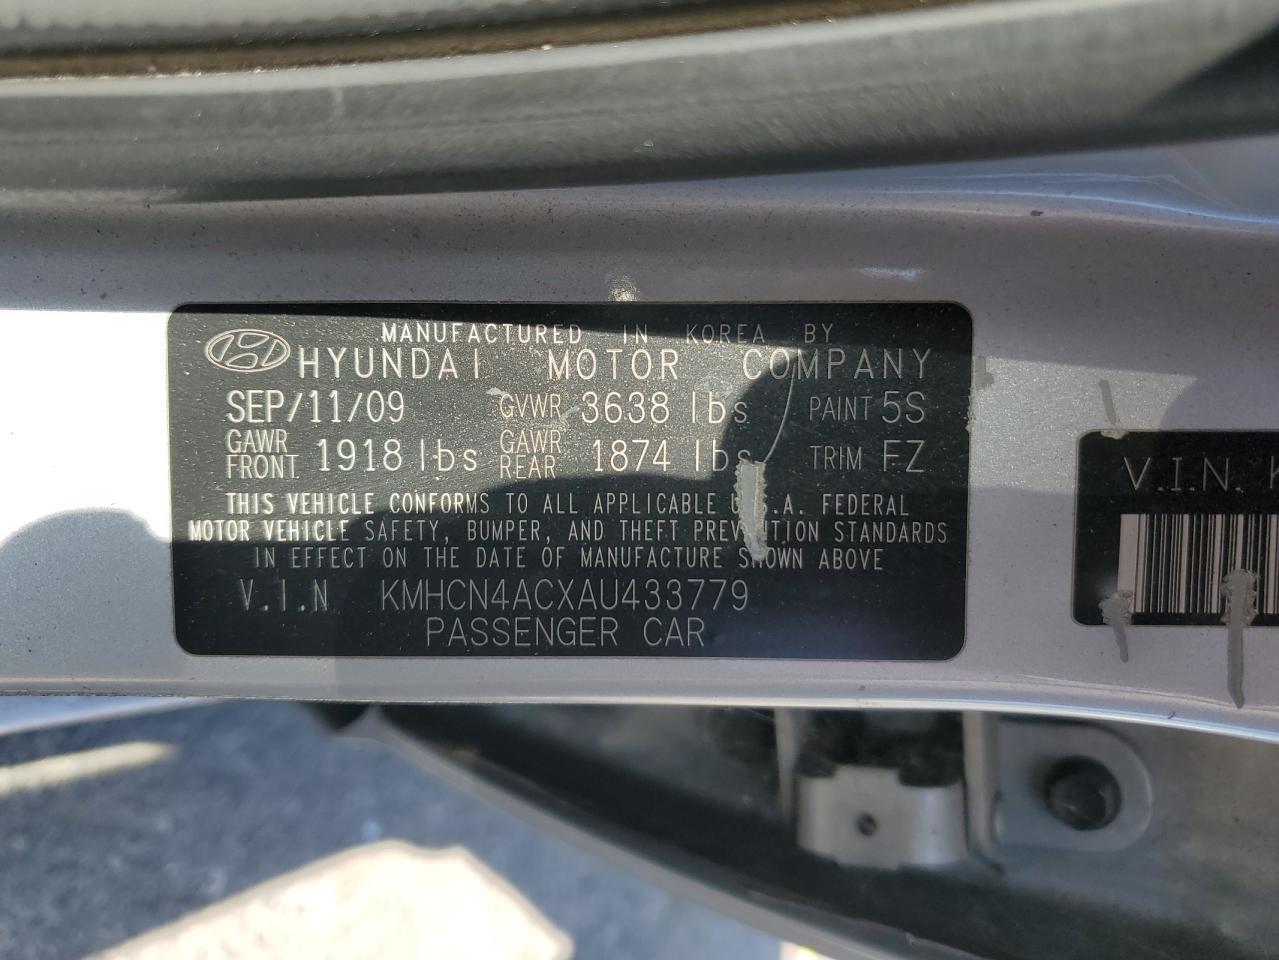 MANUFACTURED IN KOREA BY
HYUNDAI MOTOR COMPANY
SEP/11/09 GVWR 3638 lbs PAINT 5S
GAWR FRONT 1918 lbs GAWR REAR 1874 lbs TRIM FZ
THIS VEHICLE CONFORMS TO ALL APPLICABLE U.S.A. FEDERAL
MOTOR VEHICLE SAFETY, BUMPER, AND THEFT PREVENTION STANDARDS
IN EFFECT ON THE DATE OF MANUFACTURE SHOWN ABOVE
V.I.N KMHCN4ACXAU433779
PASSENGER CAR
V.I.N. K